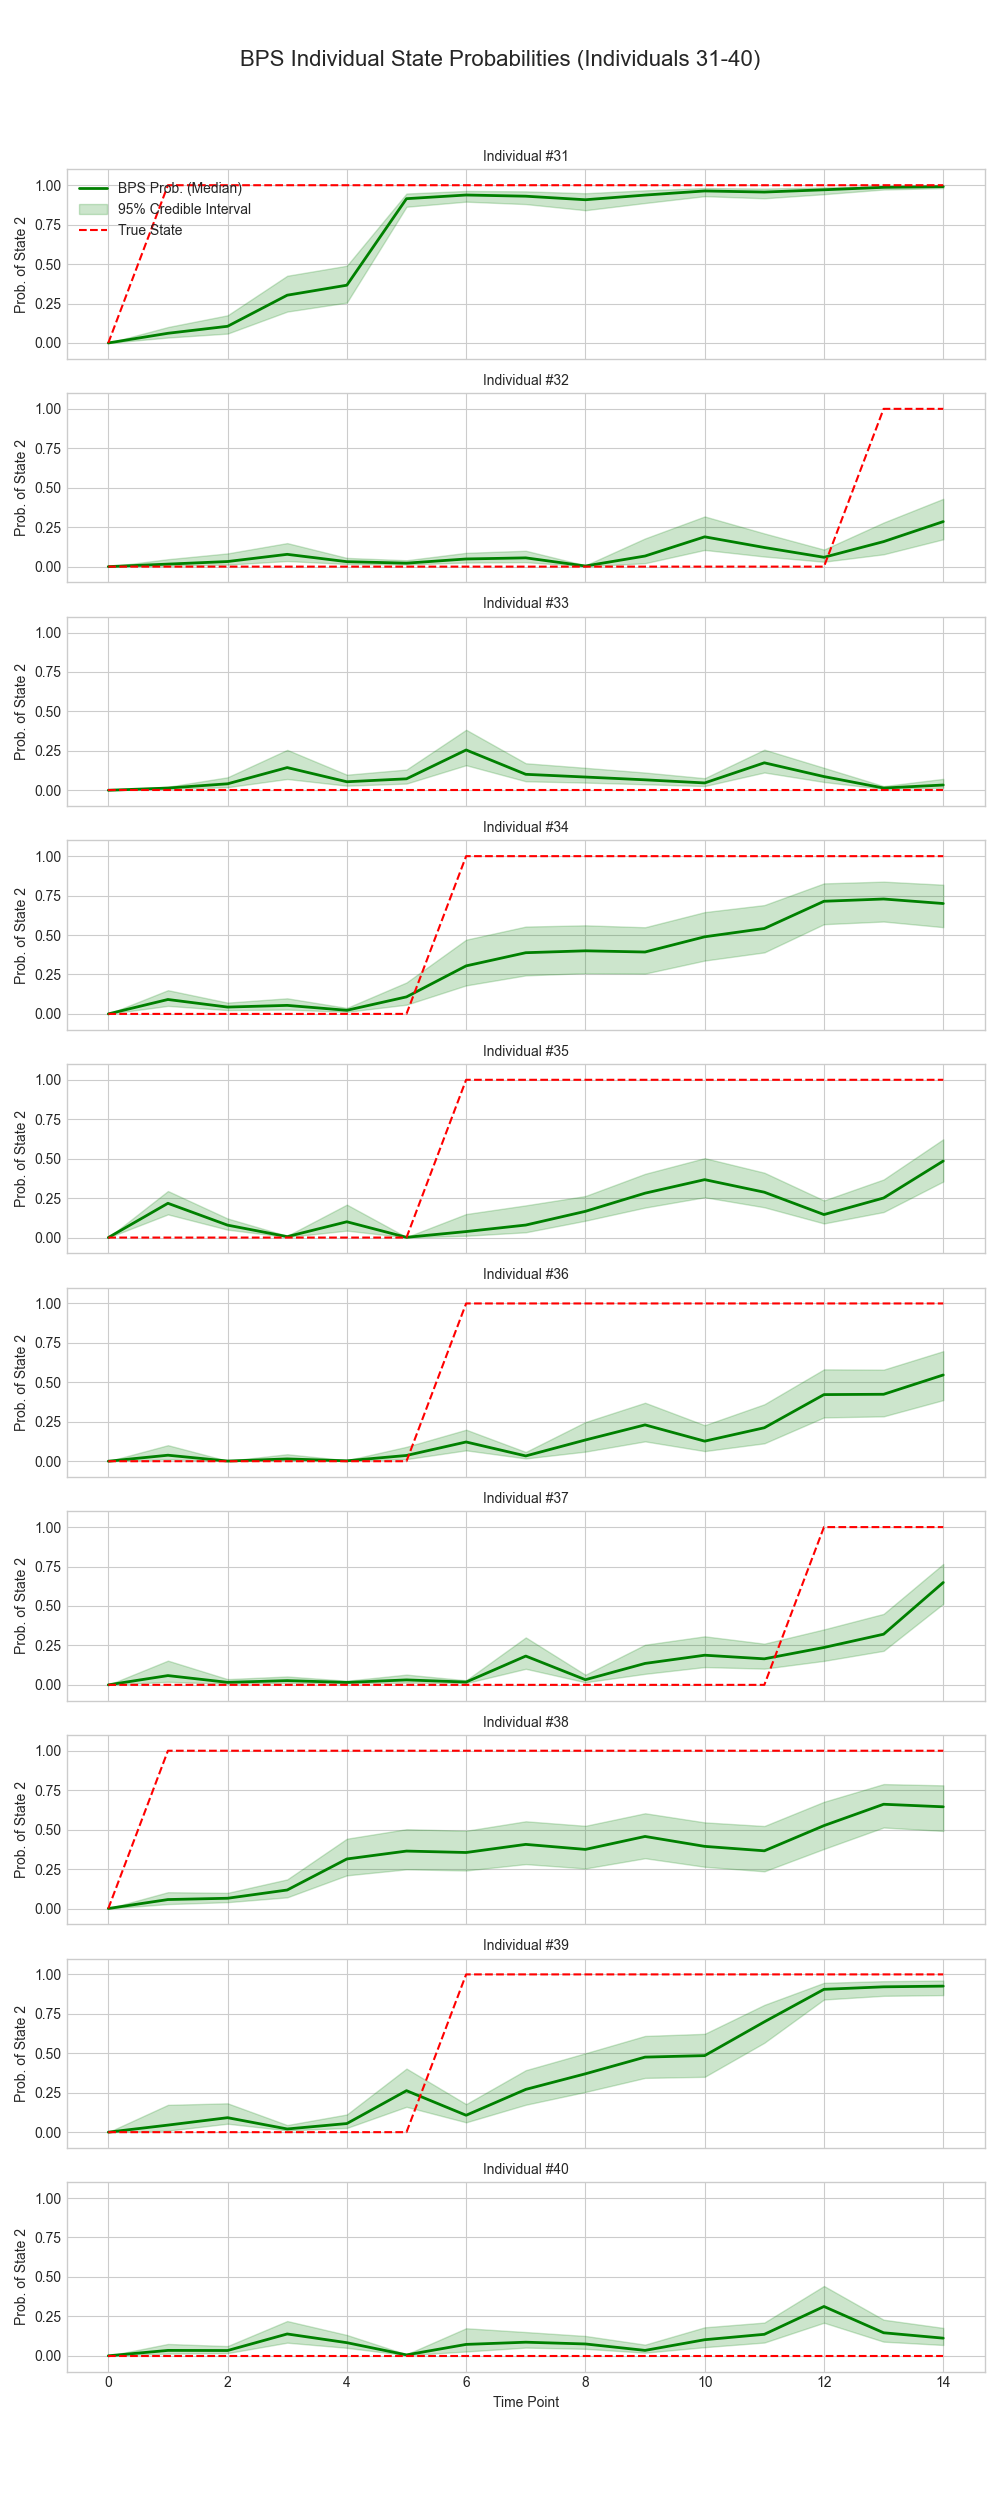 BPS Individual State Probabilities (Individuals 31-40)
Individual #31
Prob. of State 2
1.00
0.75
0.50
0.25
0.00
BPS Prob. (Median)
95% Credible Interval
True State
Individual #32
Prob. of State 2
1.00
0.75
0.50
0.25
0.00
Individual #33
Prob. of State 2
1.00
0.75
0.50
0.25
0.00
Individual #34
Prob. of State 2
1.00
0.75
0.50
0.25
0.00
Individual #35
Prob. of State 2
1.00
0.75
0.50
0.25
0.00
Individual #36
Prob. of State 2
1.00
0.75
0.50
0.25
0.00
Individual #37
Prob. of State 2
1.00
0.75
0.50
0.25
0.00
Individual #38
Prob. of State 2
1.00
0.75
0.50
0.25
0.00
Individual #39
Prob. of State 2
1.00
0.75
0.50
0.25
0.00
Individual #40
Prob. of State 2
1.00
0.75
0.50
0.25
0.00
0 2 4 6 8 10 12 14
Time Point